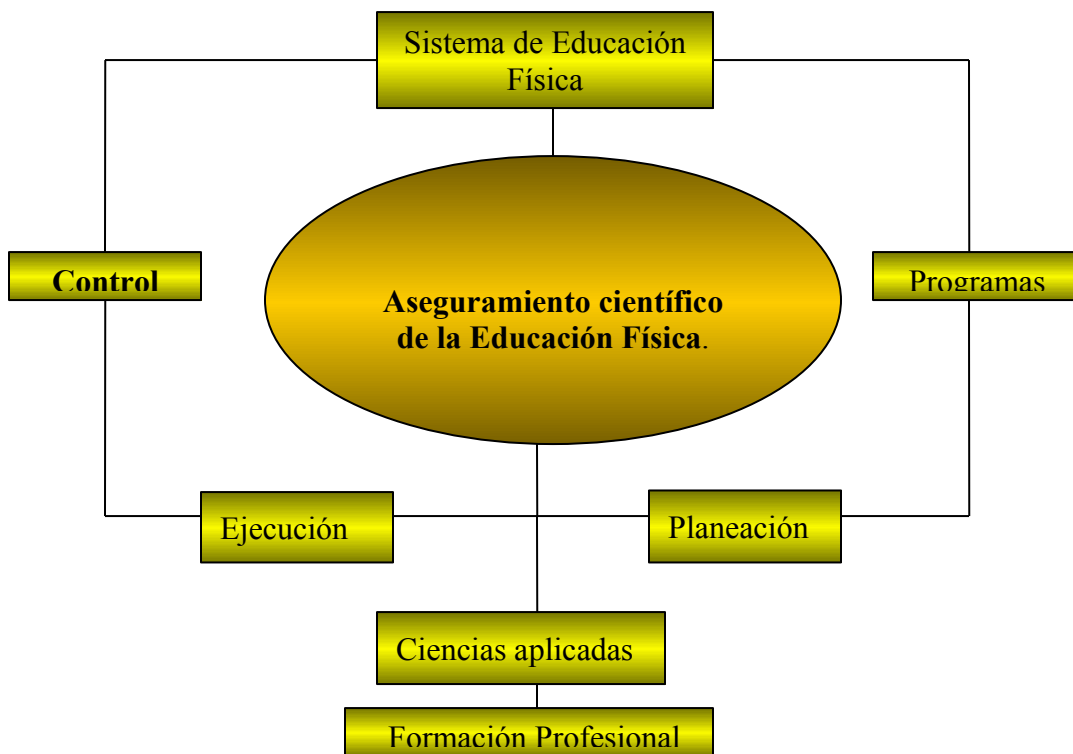 Sistema de Educación
Física
Control
Programas
Aseguramiento científico
de la Educación Física.
Ejecución
Planeación
Ciencias aplicadas
Formación Profesional